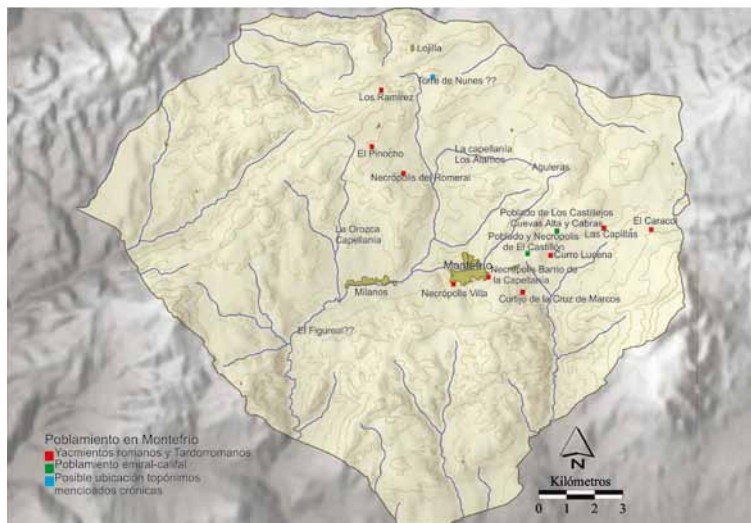 Lojilla
Torre de Nunes ??
Los Ramírez
La capellanía
Los Álamos
El Pinocho
Aguieras
Necrópolis del Romeral
Poblado de Los Castillejos
Cuevas Alta y Cabras
El Caracol
La Orozca
Capellanía
Poblado y Necrópolis
de El Castillón
Las Capillas
Curro Lucena
Montefrío
Necrópolis Barrio de
la Capellanía
Milanos
Necrópolis Villa
Cortijo de la Cruz de Marcos
El Figueral??
Poblamiento en Montefrío
Yacmientos romanos y Tardorromanos
Poblamiento emiral-califal
Posible ubicación topónimos
mencioados crónicas
N
Kilómetros
0 1 2 3